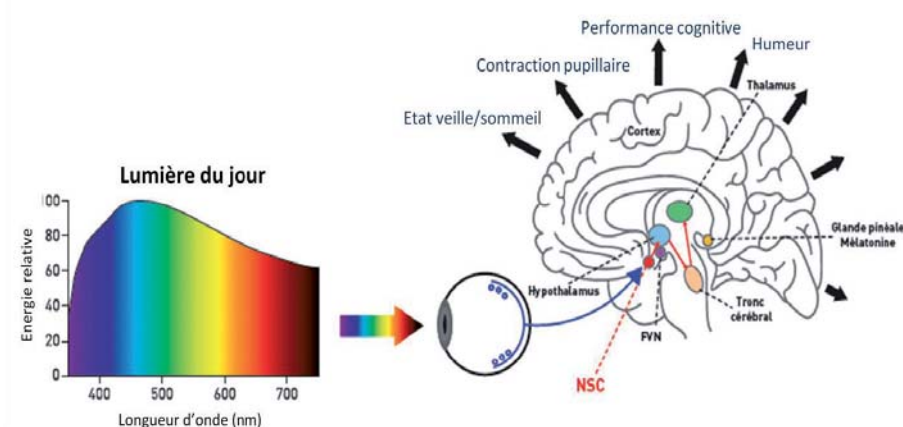 Performance cognitive
Humeur
Contraction pupillaire
Thalamus
Etat veille/sommeil
Cortex
Lumière du jour
100
80
60
40
20
0
Energie relative
400
500
600
700
Longueur d'onde (nm)
Glande pinéale
Mélatonine
Hypothalamus
Tronc
cérébral
FVN
NSC